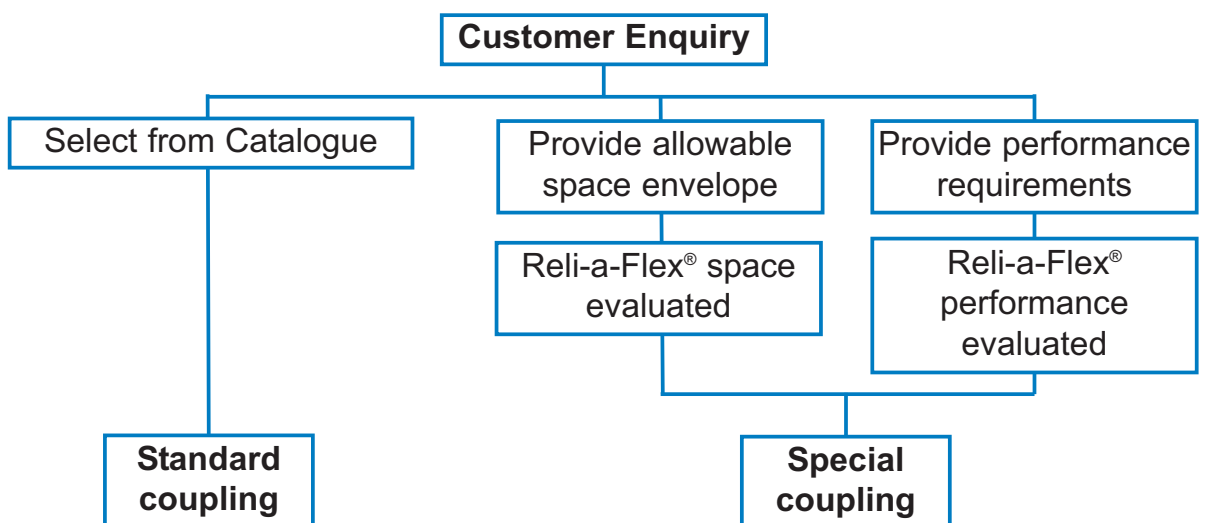 Customer Enquiry
Select from Catalogue
Provide allowable
space envelope
Provide performance
requirements
Reli-a-Flex® space
evaluated
Reli-a-Flex®
performance
evaluated
Standard
coupling
Special
coupling